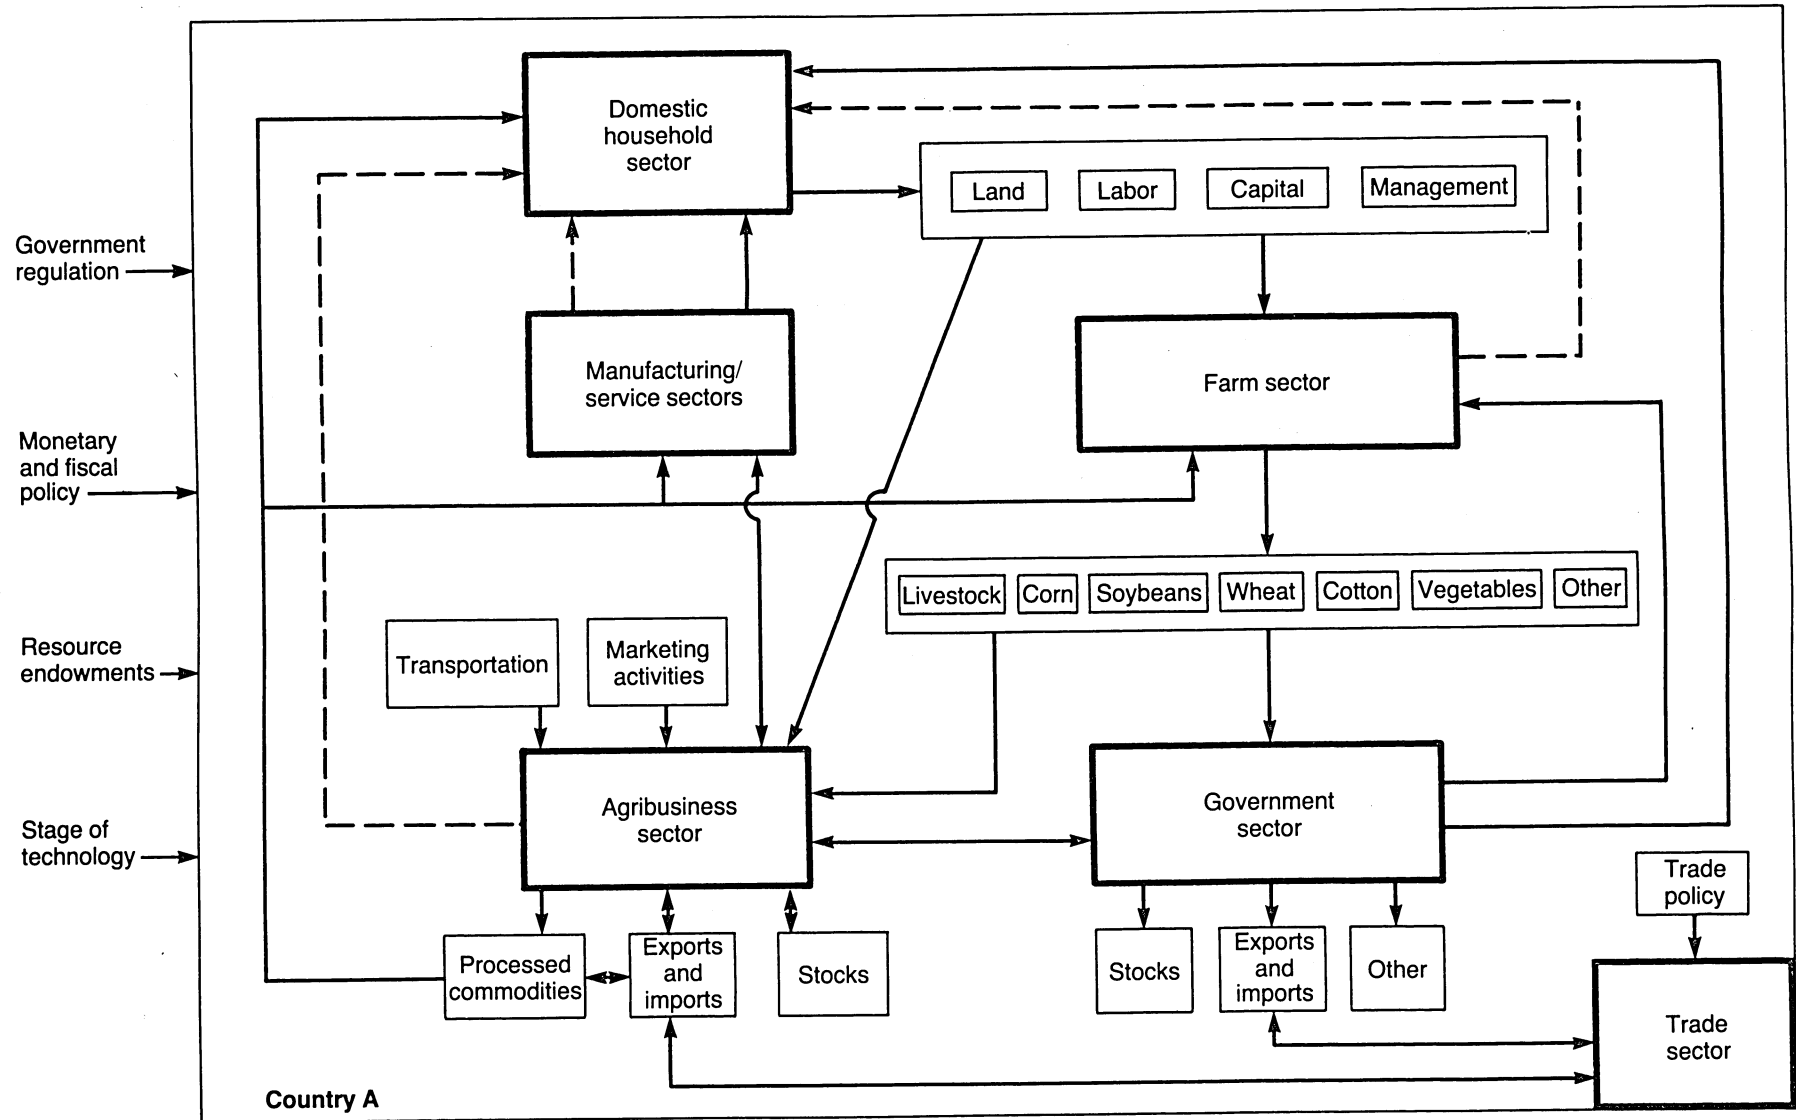 Domestic
household
sector
Land
Labor
Capital
Management
Government
regulation
Manufacturing/
service sectors
Farm sector
Monetary
and fiscal
policy
Livestock
Corn
Soybeans
Wheat
Cotton
Vegetables
Other
Resource
endowments
Transportation
Marketing
activities
Agribusiness
sector
Government
sector
Stage of
technology
Trade
policy
Processed
commodities
Exports
and
imports
Stocks
Stocks
Exports
and
imports
Other
Trade
sector
Country A